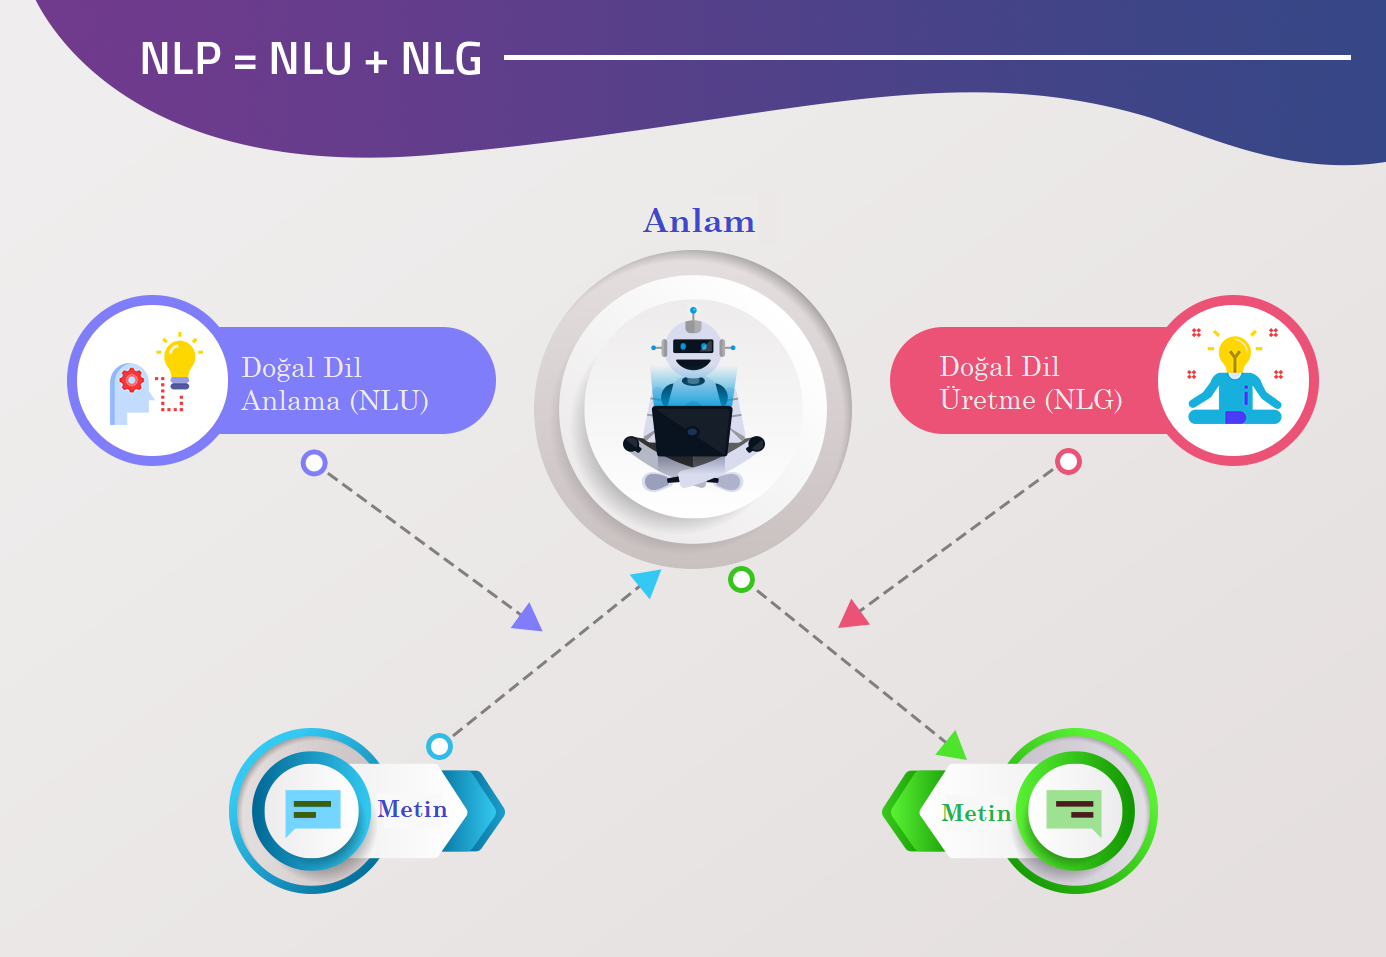 NLP = NLU + NLG
Anlam
Doğal Dil
Anlama (NLU)
Doğal Dil
Üretme (NLG)
Metin
Metin